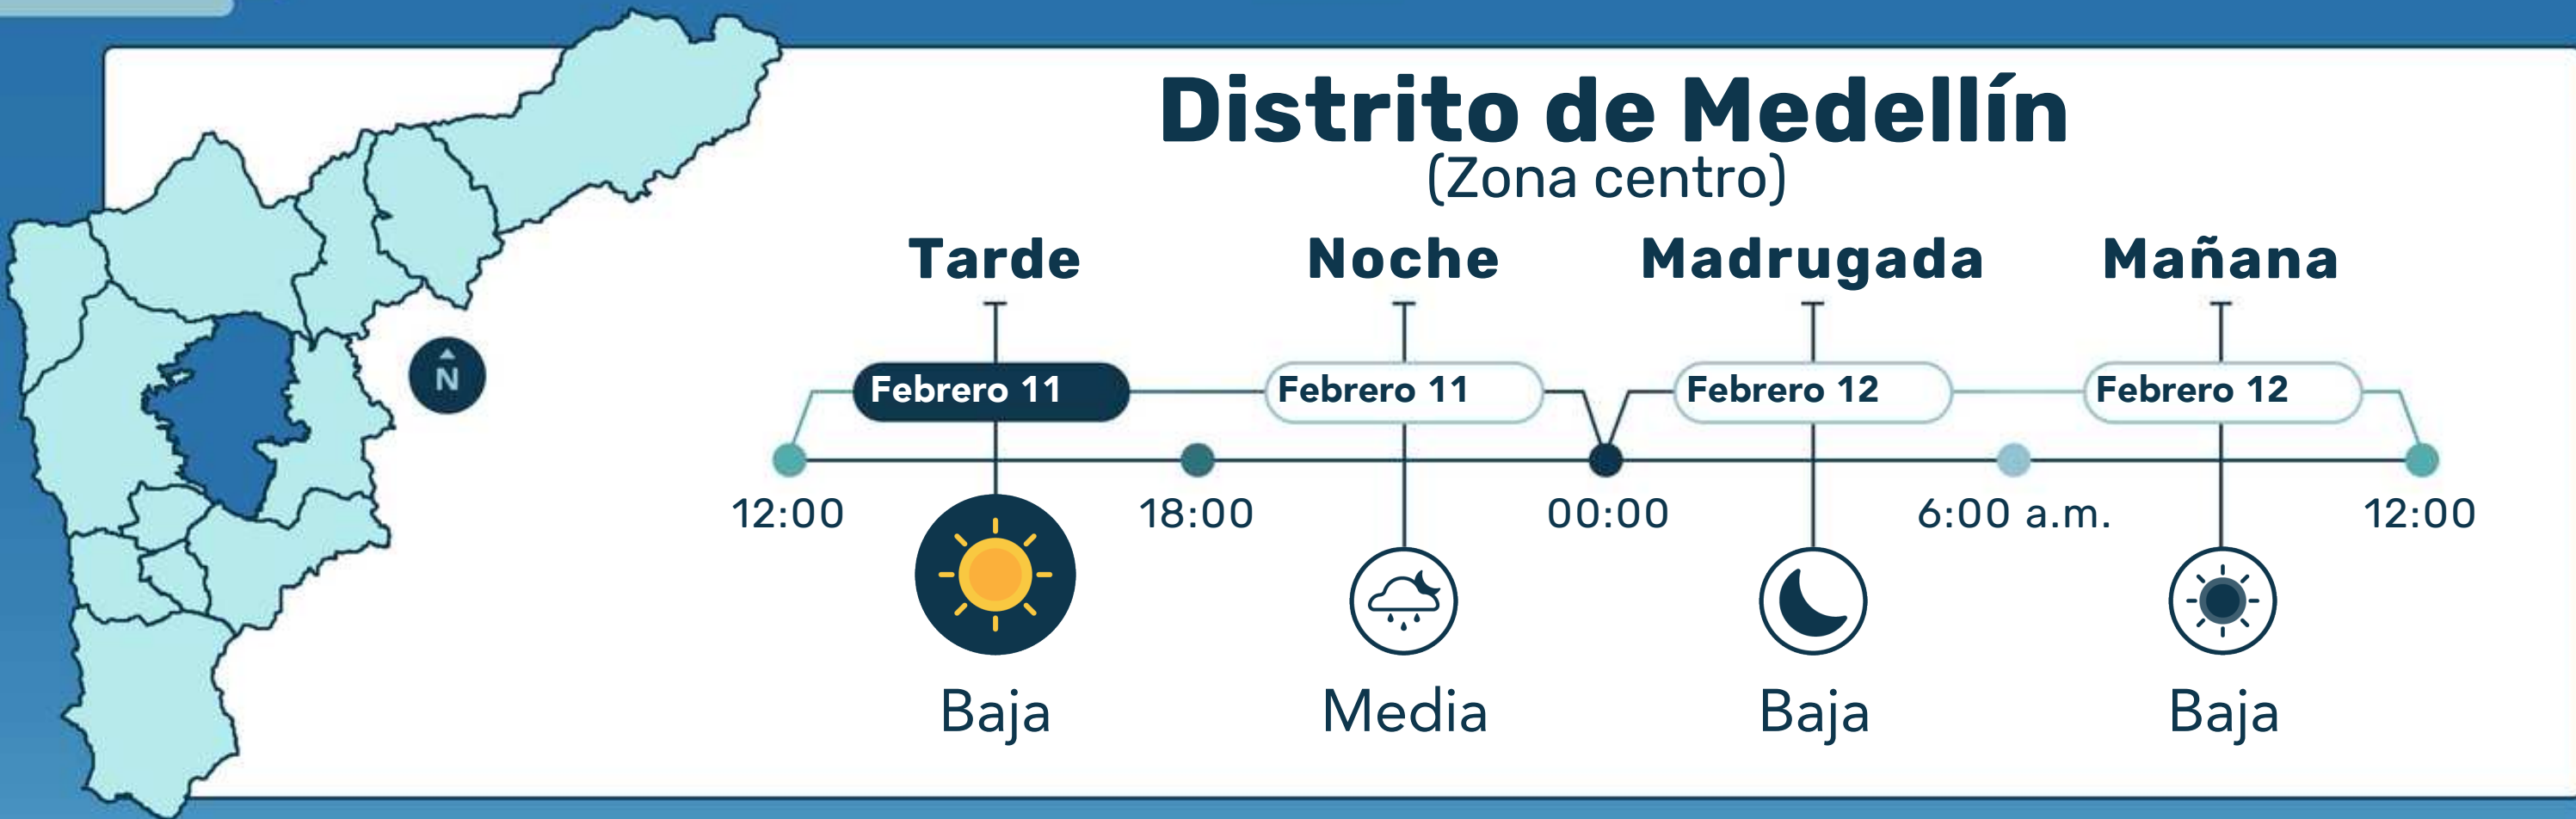 Distrito de Medellín
(Zona centro)
Tarde Noche Madrugada Mañana
N
Febrero 11 Febrero 11 Febrero 12 Febrero 12
12:00 18:00 00:00 6:00 a.m. 12:00
Baja Media Baja Baja